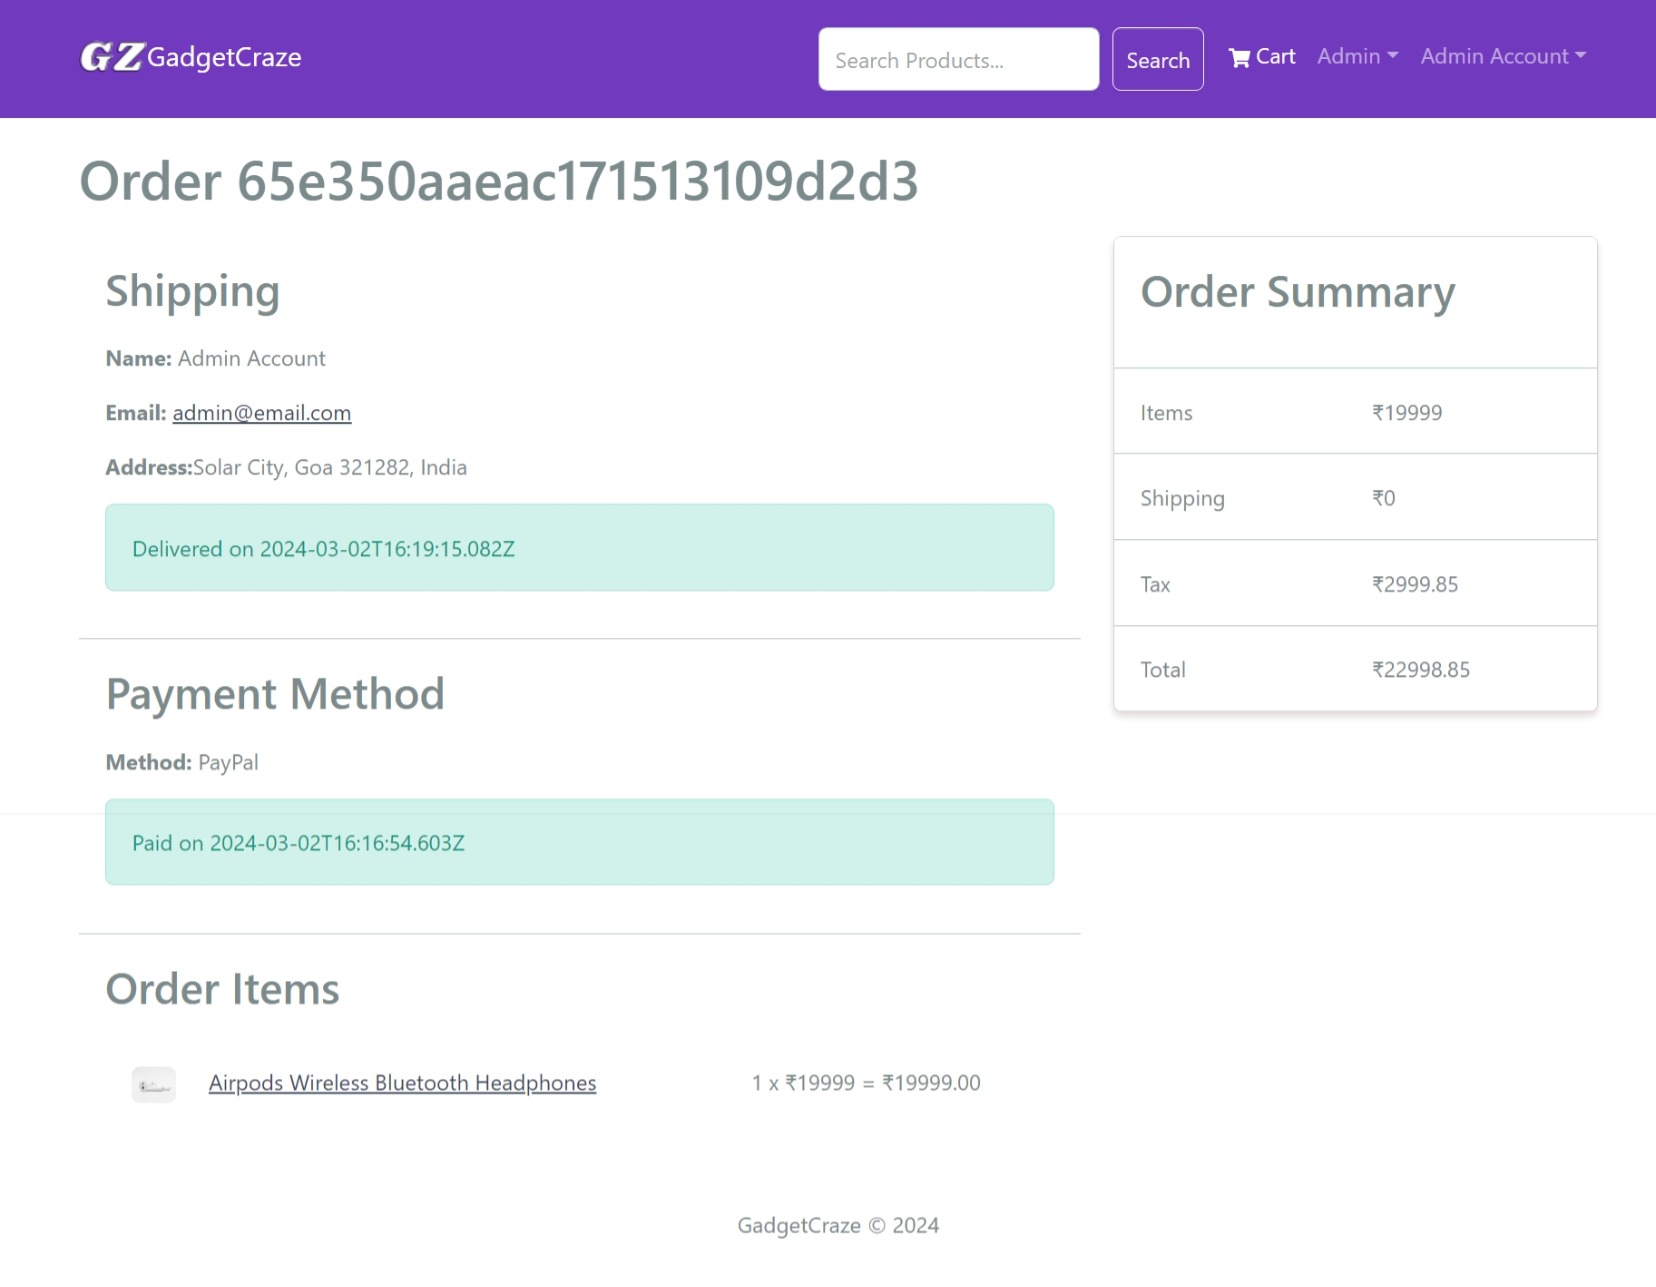 GZ GadgetCraze Search Products... Search Cart Admin Admin Account
Order 65e350aaeac171513109d2d3
Shipping
Name: Admin Account
Email: admin@email.com
Address:Solar City, Goa 321282, India
Delivered on 2024-03-02T16:19:15.082Z
Payment Method
Method: PayPal
Paid on 2024-03-02T16:16:54.603Z
Order Items
Airpods Wireless Bluetooth Headphones 1 x ₹19999 = ₹19999.00
Order Summary
Items ₹19999
Shipping ₹0
Tax ₹2999.85
Total ₹22998.85
GadgetCraze © 2024